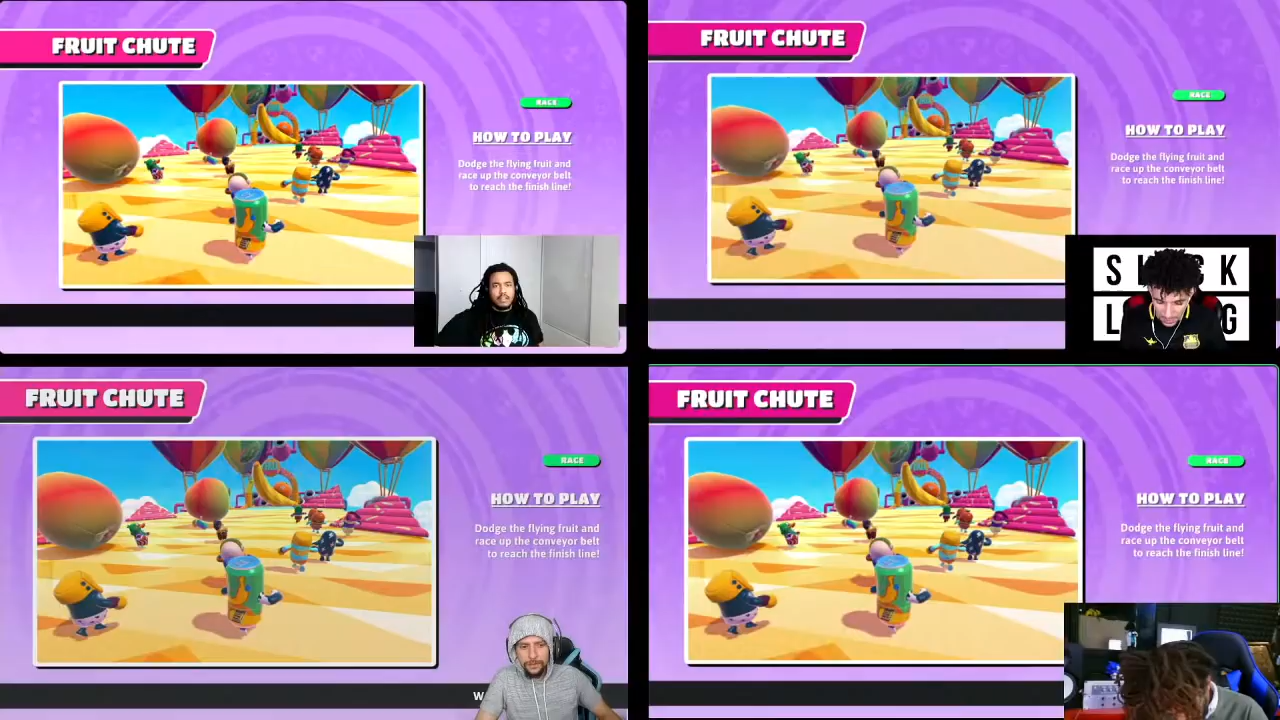 FRUIT CHUTE
RACE
HOW TO PLAY
Dodge the flying fruit and
race up the conveyor belt
to reach the finish line!
FRUIT CHUTE
RACE
HOW TO PLAY
Dodge the flying fruit and
race up the conveyor belt
to reach the finish line!
S K
L G
FRUIT CHUTE
RACE
HOW TO PLAY
Dodge the flying fruit and
race up the conveyor belt
to reach the finish line!
W
FRUIT CHUTE
RACE
HOW TO PLAY
Dodge the flying fruit and
race up the conveyor belt
to reach the finish line!